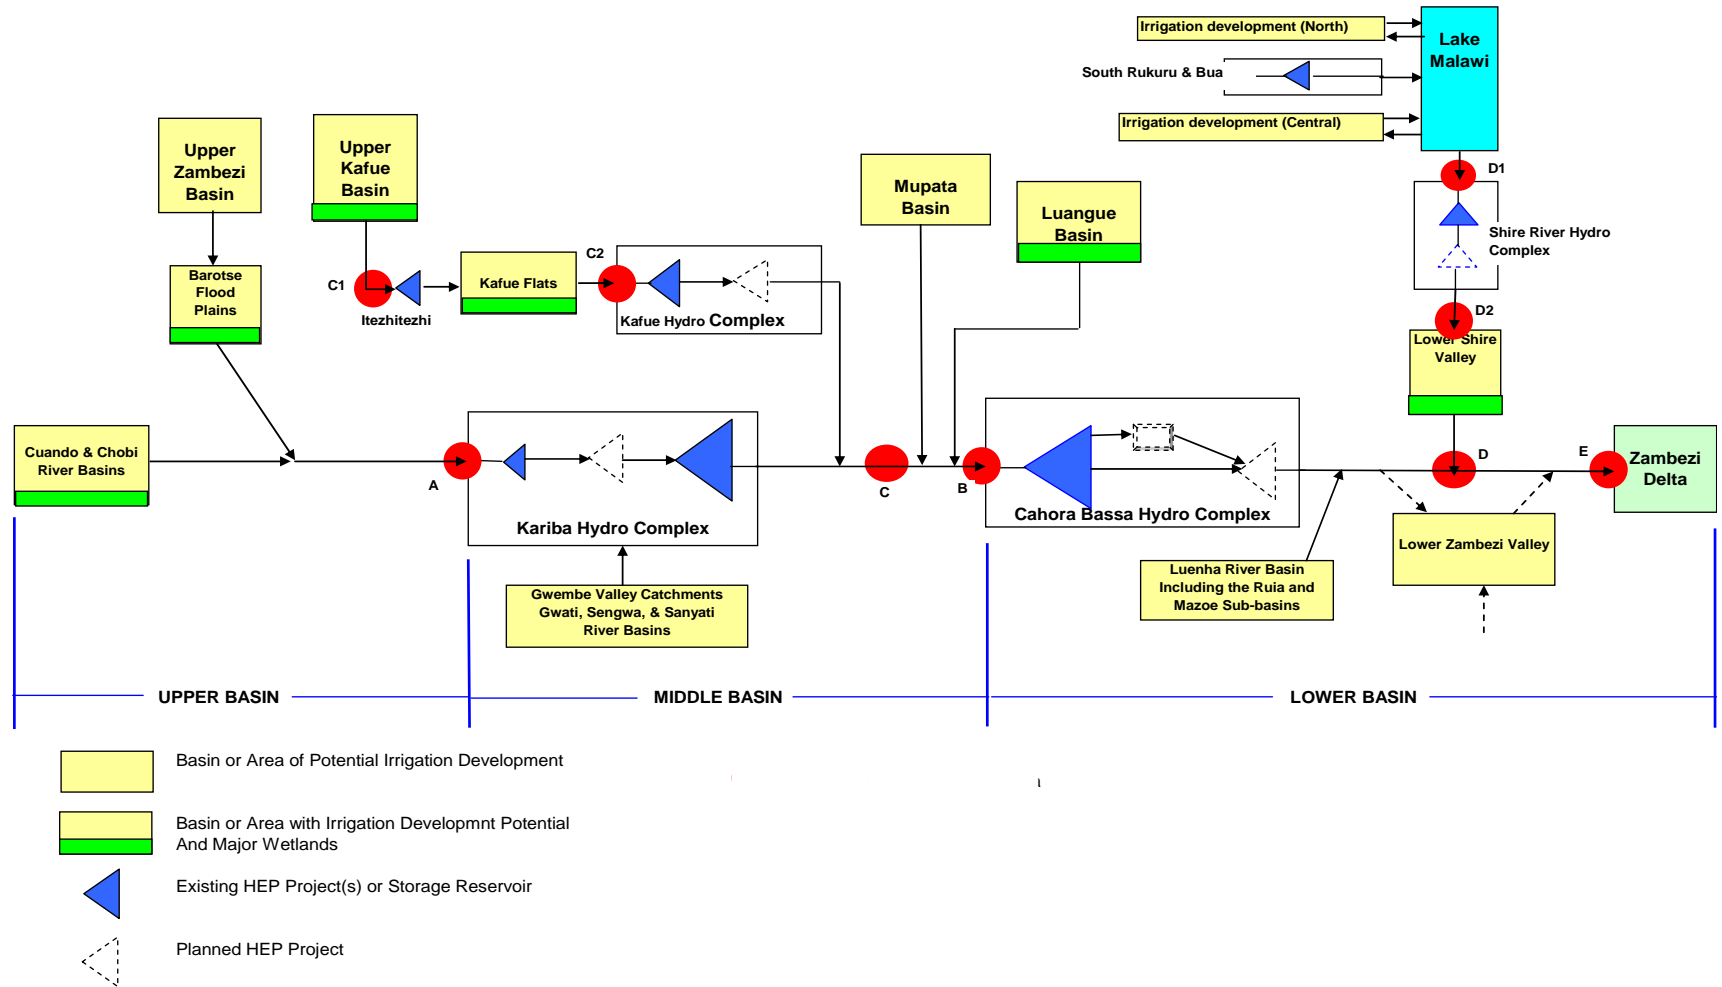 Irrigation development (North)
Lake
Malawi
South Rukuru & Bua
Irrigation development (Central)
D1
Upper
Zambezi
Basin
Upper
Kafue
Basin
Mupata
Basin
Luangue
Basin
Shire River Hydro
Complex
Barotse
Flood
Plains
C1
Itezhitezhi
Kafue Flats
C2
Kafue Hydro Complex
D2
Lower Shire
Valley
Cuando & Chobi
River Basins
A
Kariba Hydro Complex
C
B
Cahora Bassa Hydro Complex
D
E
Zambezi
Delta
Lower Zambezi Valley
Gwembe Valley Catchments
Gwati, Sengwa, & Sanyati
River Basins
Luenha River Basin
Including the Ruia and
Mazoe Sub-basins
UPPER BASIN
MIDDLE BASIN
LOWER BASIN
Basin or Area of Potential Irrigation Development
Basin or Area with Irrigation Developmnt Potential
And Major Wetlands
Existing HEP Project(s) or Storage Reservoir
Planned HEP Project